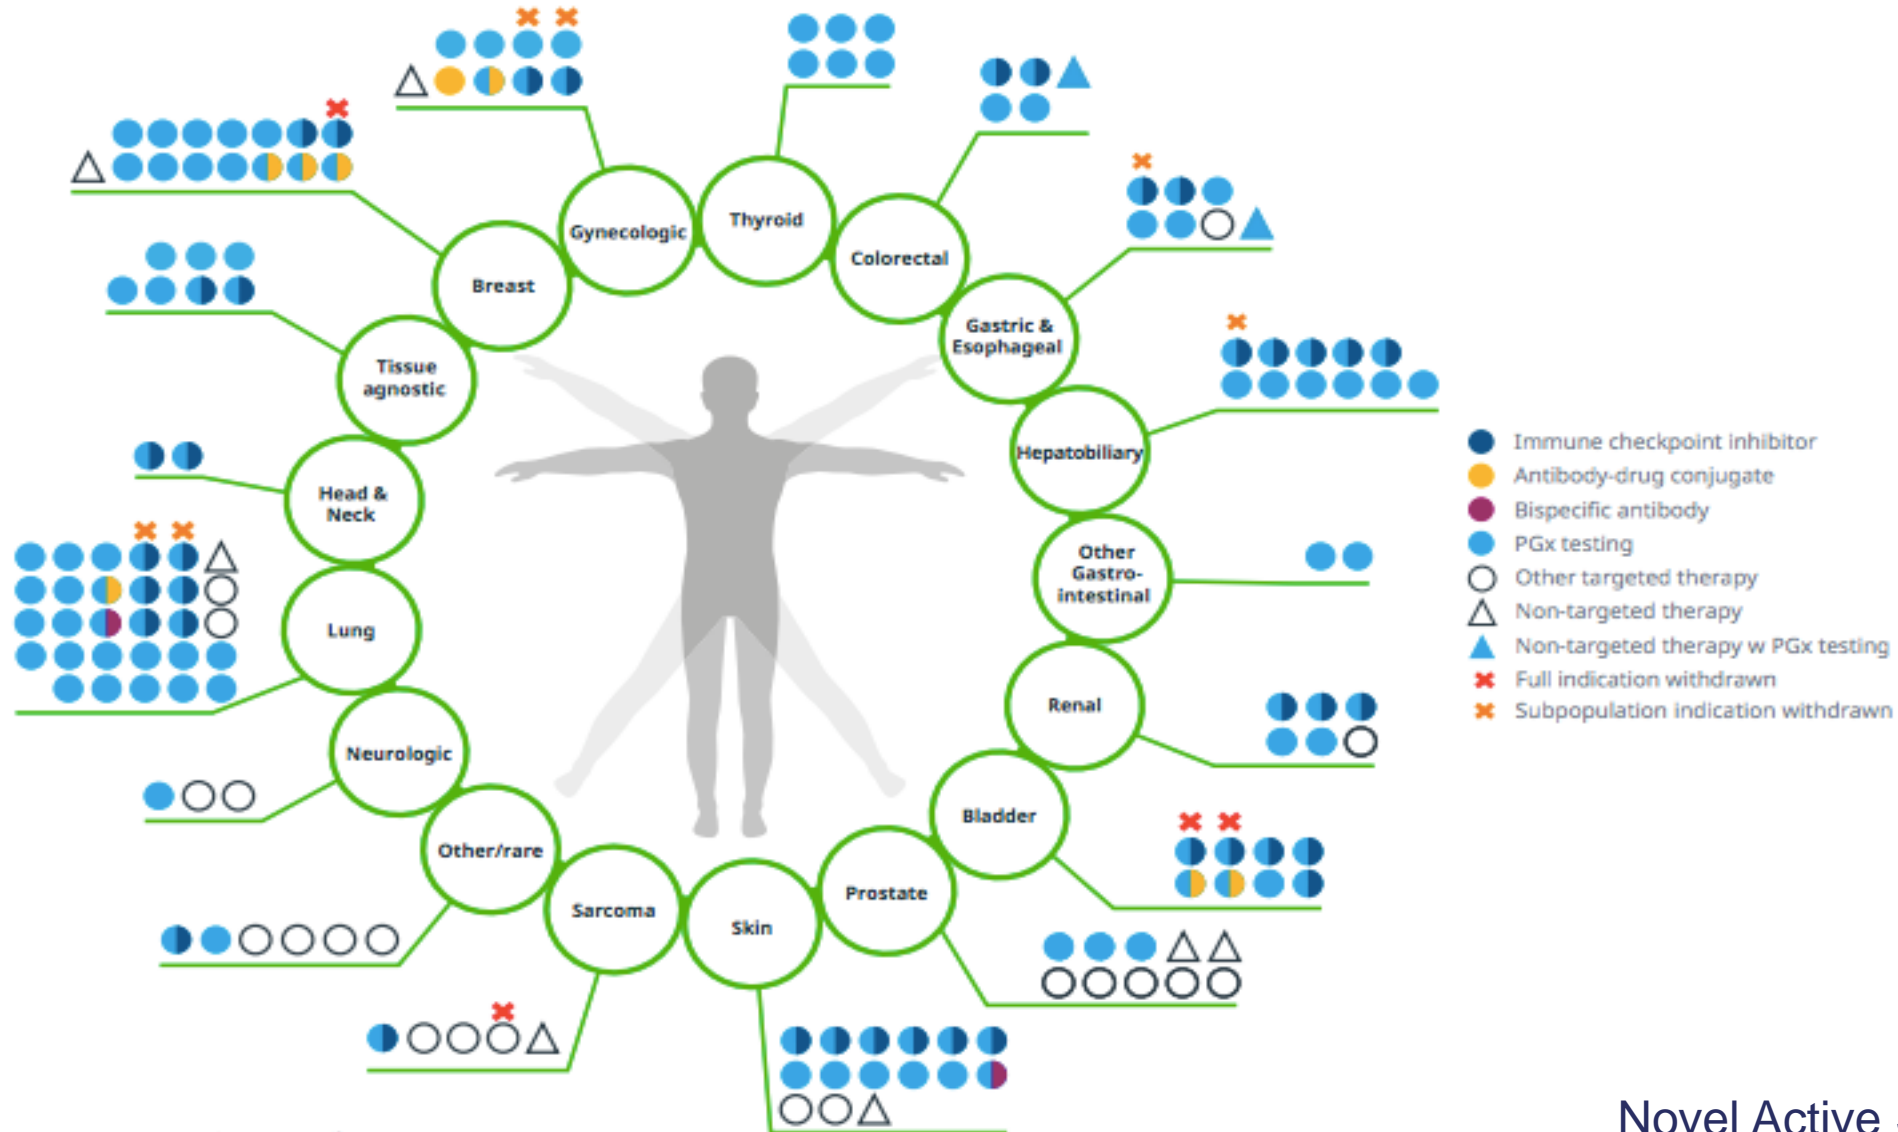 Gynecologic
Thyroid
Colorectal
Breast
Gastric &
Esophageal
Tissue
agnostic
Hepatobiliary
Head &
Neck
Other
Gastro-
intestinal
Lung
Renal
Neurologic
Bladder
Other/rare
Prostate
Sarcoma
Skin
Immune checkpoint inhibitor
Antibody-drug conjugate
Bispecific antibody
PGx testing
Other targeted therapy
Non-targeted therapy
Non-targeted therapy w PGx testing
Full indication withdrawn
Subpopulation indication withdrawn
Novel Active